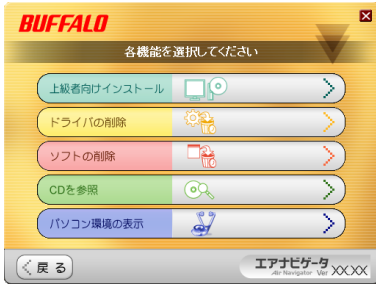 BUFFALO
各機能を選択してください
上級者向けインストール
ドライバの削除
ソフトの削除
CDを参照
パソコン環境の表示
戻る
エアナビゲータ
Air Navigator Ver XX.XX